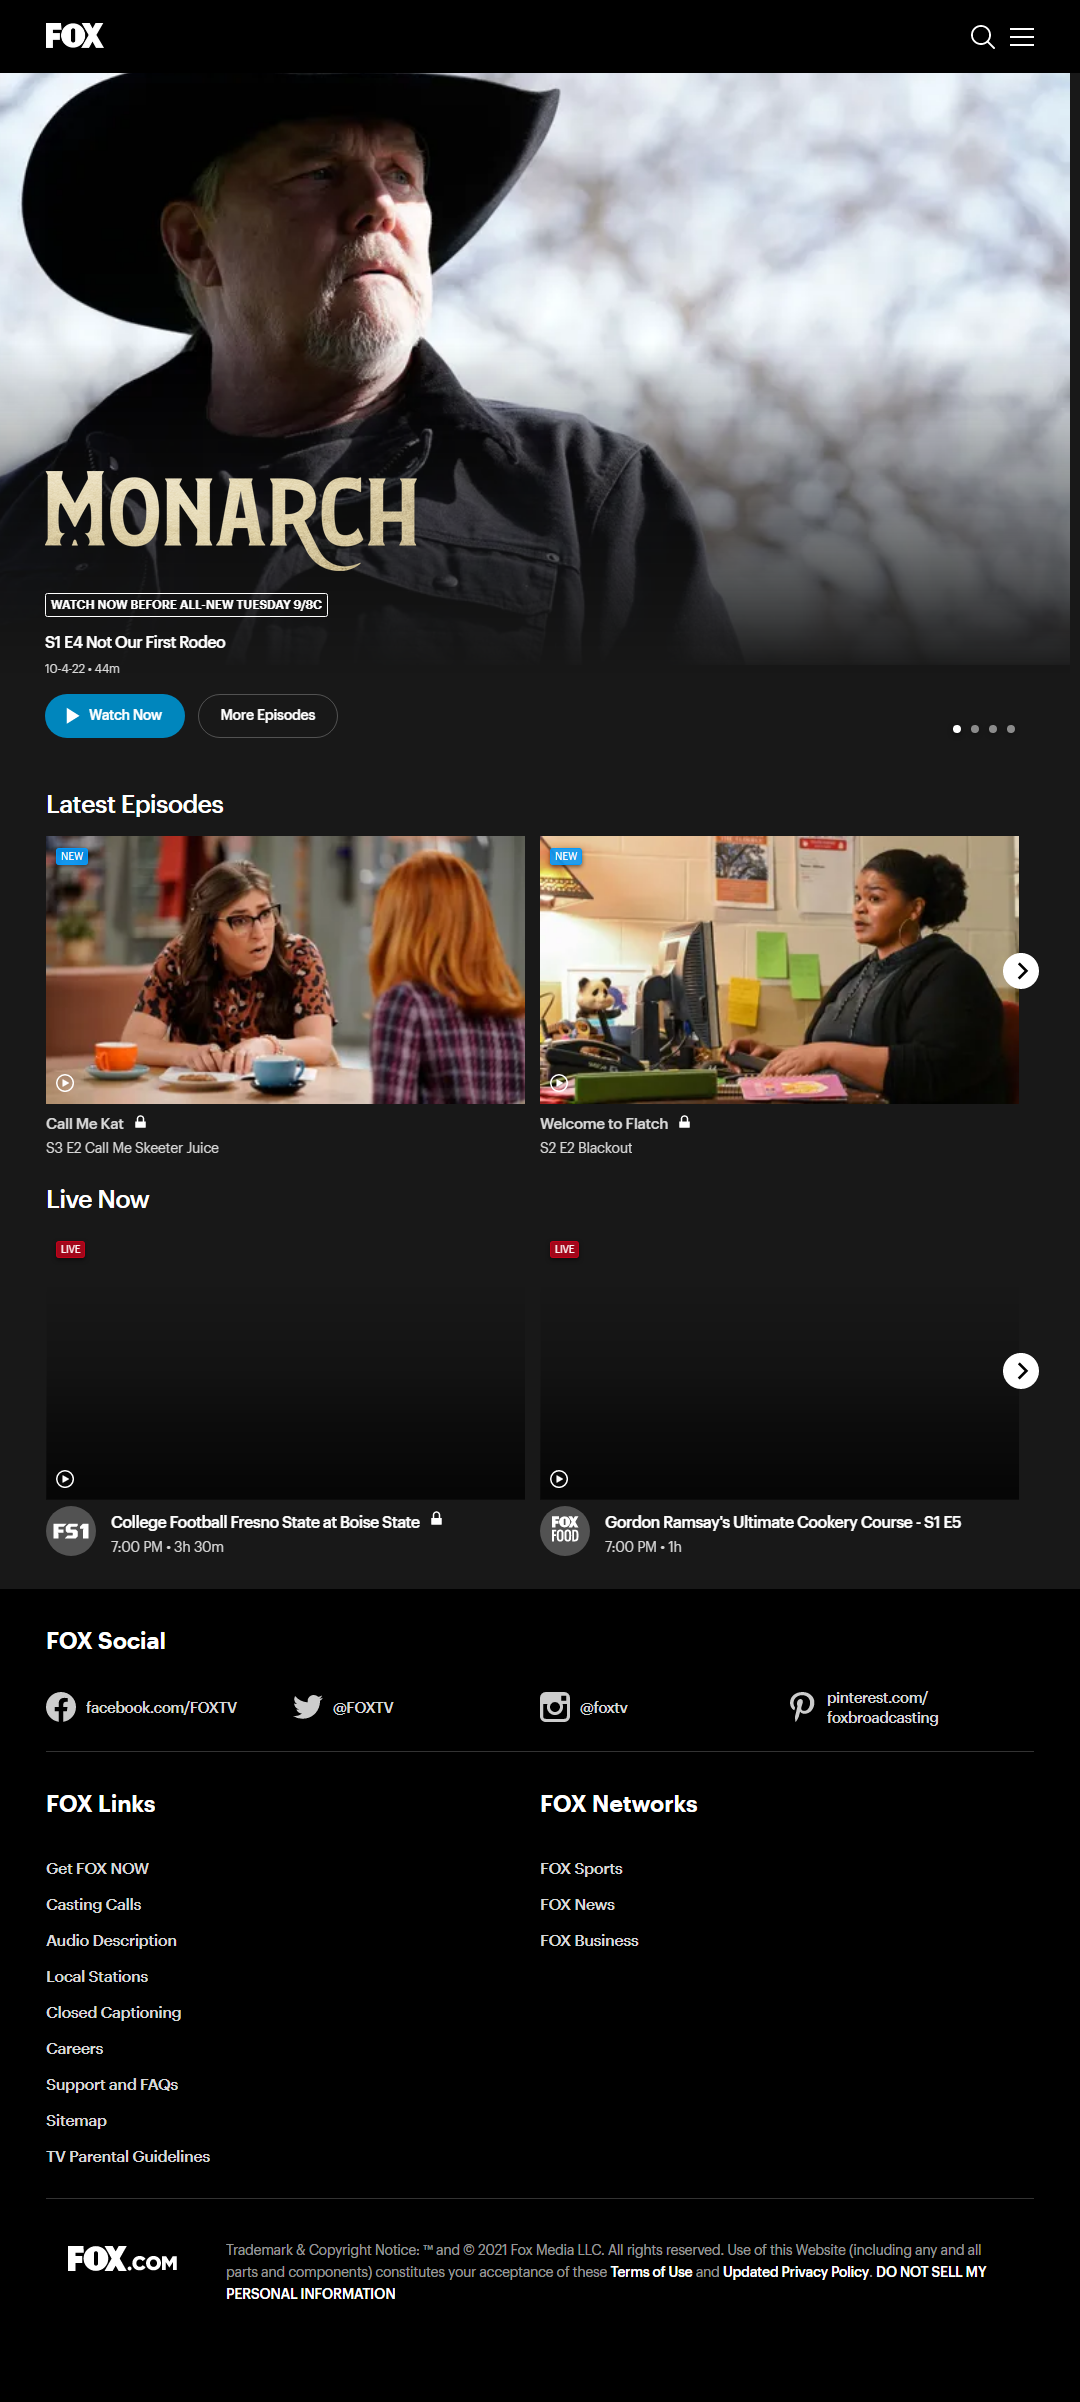 FOX
MONARCH
WATCH NOW BEFORE ALL-NEW TUESDAY 9/8C
S1 E4 Not Our First Rodeo
10-4-22 • 44m
Watch Now
More Episodes
Latest Episodes
NEW
NEW
Call Me Kat
S3 E2 Call Me Skeeter Juice
Welcome to Flatch
S2 E2 Blackout
Live Now
LIVE
LIVE
FS1
College Football Fresno State at Boise State
7:00 PM • 3h 30m
FOX
FOOD
Gordon Ramsay's Ultimate Cookery Course - S1 E5
7:00 PM • 1h
FOX Social
facebook.com/FOXTV
@FOXTV
@foxtv
pinterest.com/
foxbroadcasting
FOX Links
Get FOX NOW
Casting Calls
Audio Description
Local Stations
Closed Captioning
Careers
Support and FAQs
Sitemap
TV Parental Guidelines
FOX Networks
FOX Sports
FOX News
FOX Business
FOX.COM
Trademark & Copyright Notice: ™ and © 2021 Fox Media LLC. All rights reserved. Use of this Website (including any and all
parts and components) constitutes your acceptance of these Terms of Use and Updated Privacy Policy. DO NOT SELL MY
PERSONAL INFORMATION